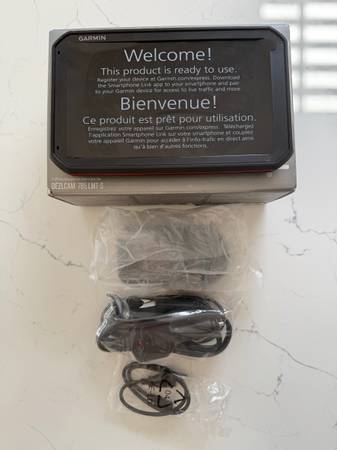 GARMIN
Welcome!
This product is ready to use.
Register your device at Garmin.com/express. Download
the Smartphone Link app to your smartphone and pair
to your Garmin device for access to live traffic and more.
Bienvenue!
Ce produit est prêt pour utilisation.
Enregistrez votre appareil sur Garmin.com/express. Téléchargez
l'application Smartphone Link sur votre smartphone et couplez
votre appareil Garmin pour accéder à l'info-trafic en direct ainsi
qu'à bien d'autres fonctions.
DĒZLCAM 785 LMT-S